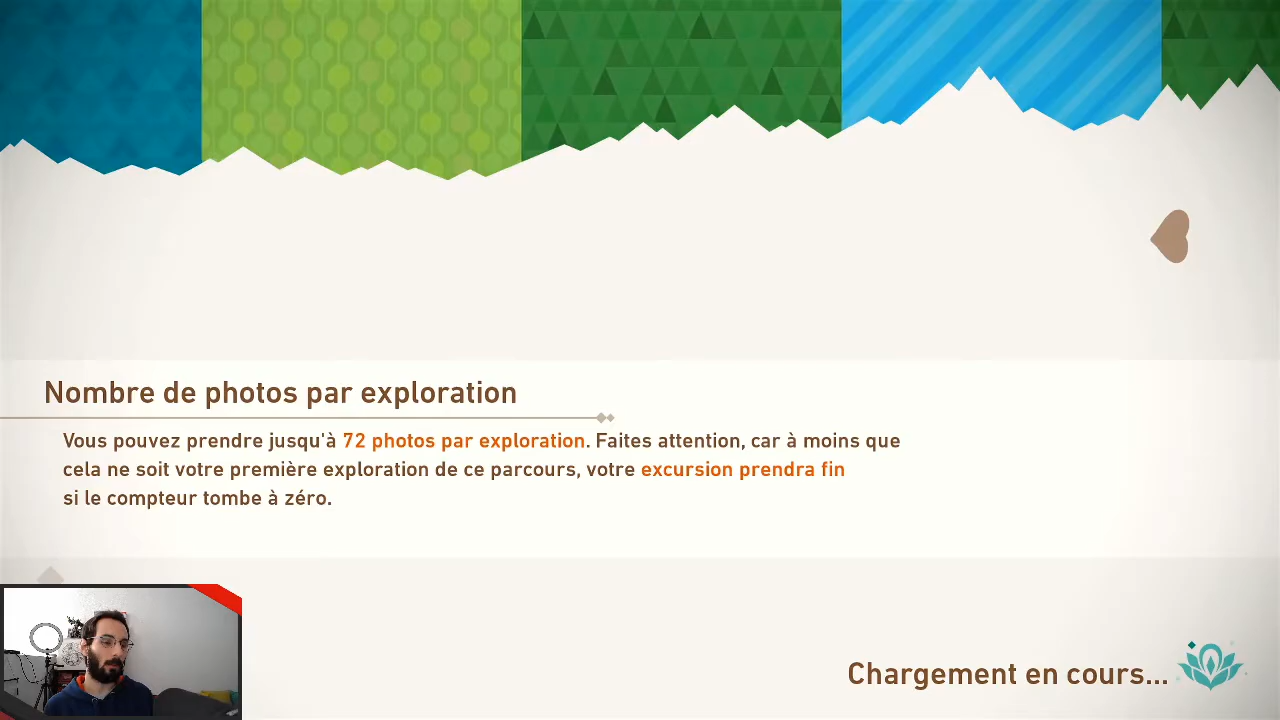 Nombre de photos par exploration
Vous pouvez prendre jusqu'à 72 photos par exploration. Faites attention, car à moins que
cela ne soit votre première exploration de ce parcours, votre excursion prendra fin
si le compteur tombe à zéro.
Chargement en cours...